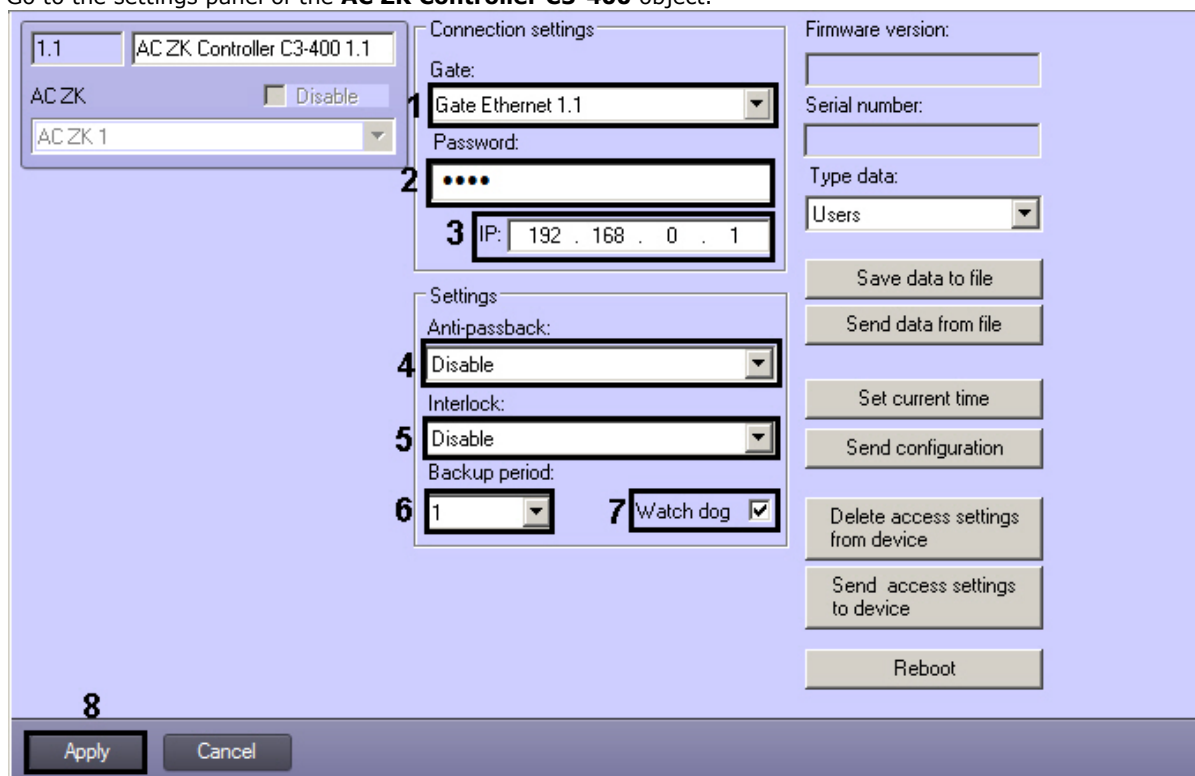 Go to the settings panel of the AC ZK Controller C3-400 object.
1.1
AC ZK Controller C3-400 1.1
AC ZK
Disable
AC ZK 1
Connection settings
Gate:
1
Gate Ethernet 1.1
Password:
2
••••
3
IP: 192 . 168 . 0 . 1
Settings
Anti-passback:
4
Disable
Interlock:
5
Disable
Backup period:
6
1
7
Watch dog
Firmware version:
Serial number:
Type data:
Users
Save data to file
Send data from file
Set current time
Send configuration
Delete access settings
from device
Send access settings
to device
Reboot
8
Apply
Cancel